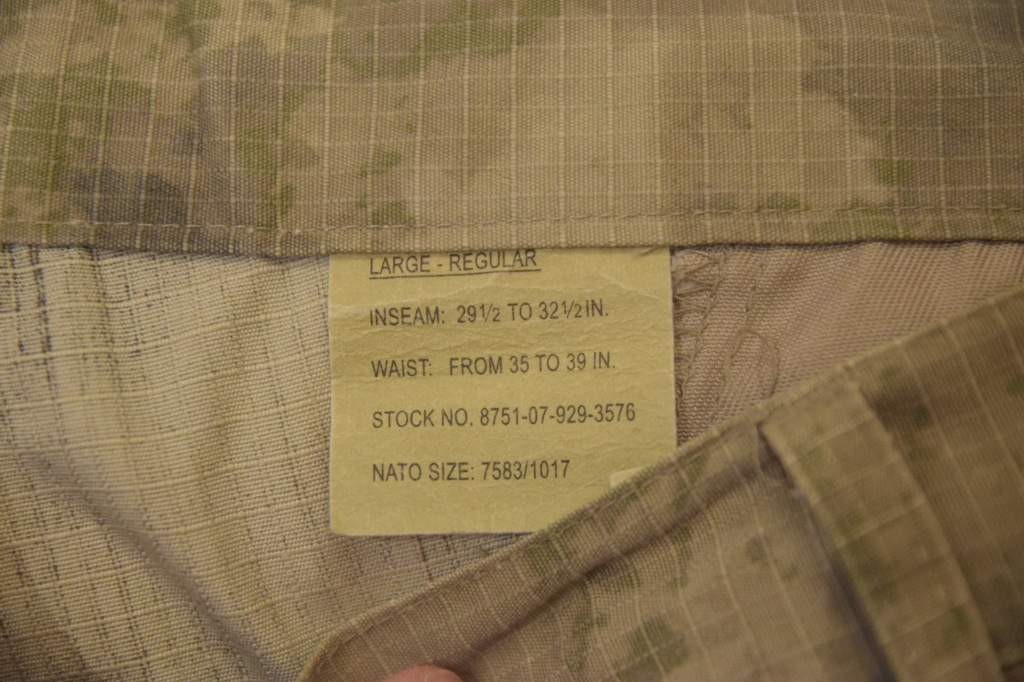 LARGE - REGULAR
INSEAM: 29½ TO 32½ IN.
WAIST: FROM 35 TO 39 IN.
STOCK NO. 8751-07-929-3576
NATO SIZE: 7583/1017